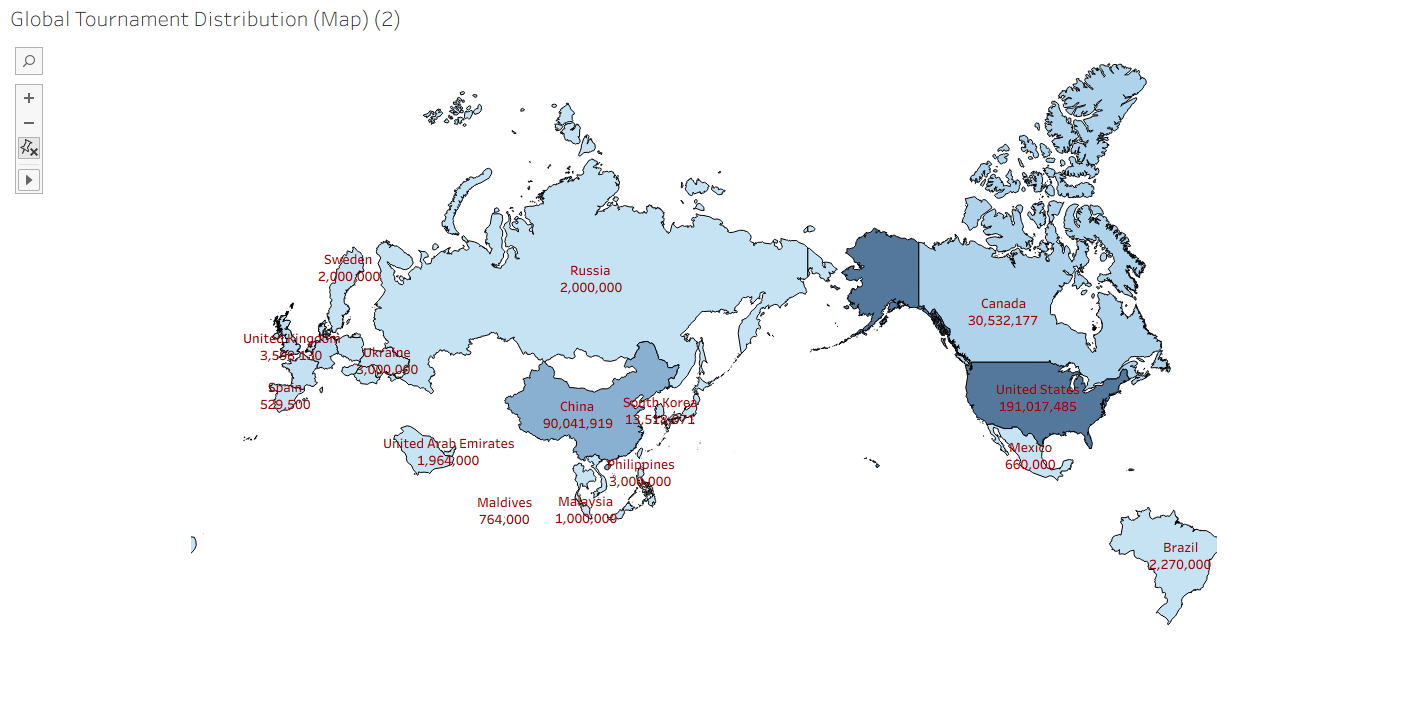 Global Tournament Distribution (Map) (2)
Sweden
2,000,000
Russia
2,000,000
Canada
30,532,177
United Kingdom
Ukraine
3,000,000
Spain
529,500
United States
191,017,485
China
90,041,919
South Korea
United Arab Emirates
1,964,000
Mexico
660,000
Philippines
3,000,000
Maldives
764,000
Malaysia
1,000,000
Brazil
2,270,000